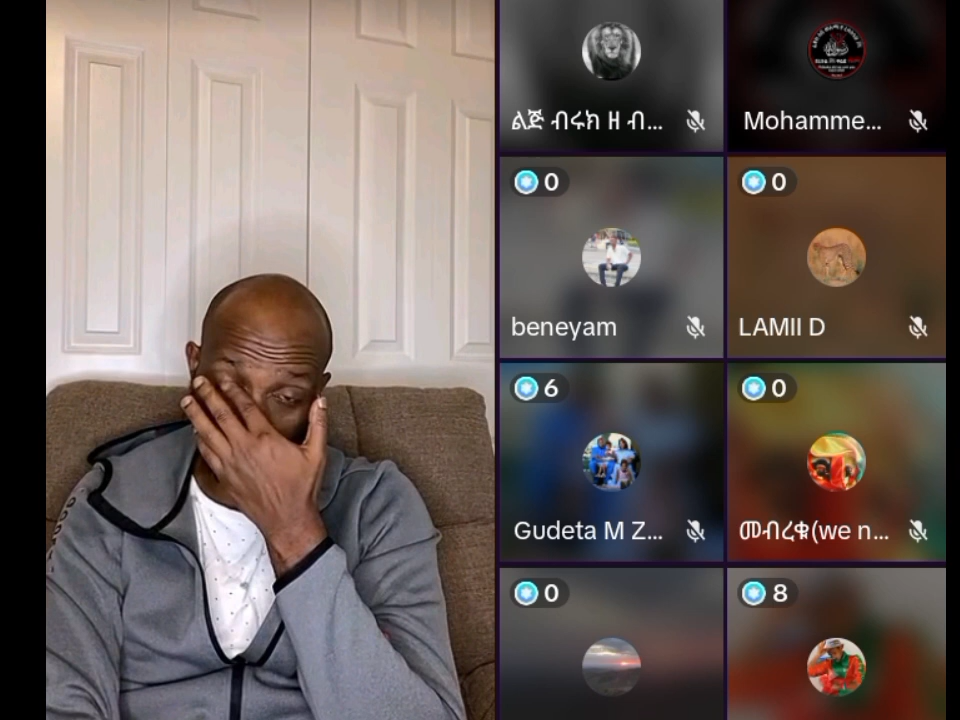 ልጅ ብሩክ ዘ ብ...
Mohamme...
0
0
beneyam
LAMII D
6
0
Gudeta M Z...
መብረቁ(we n...
0
8